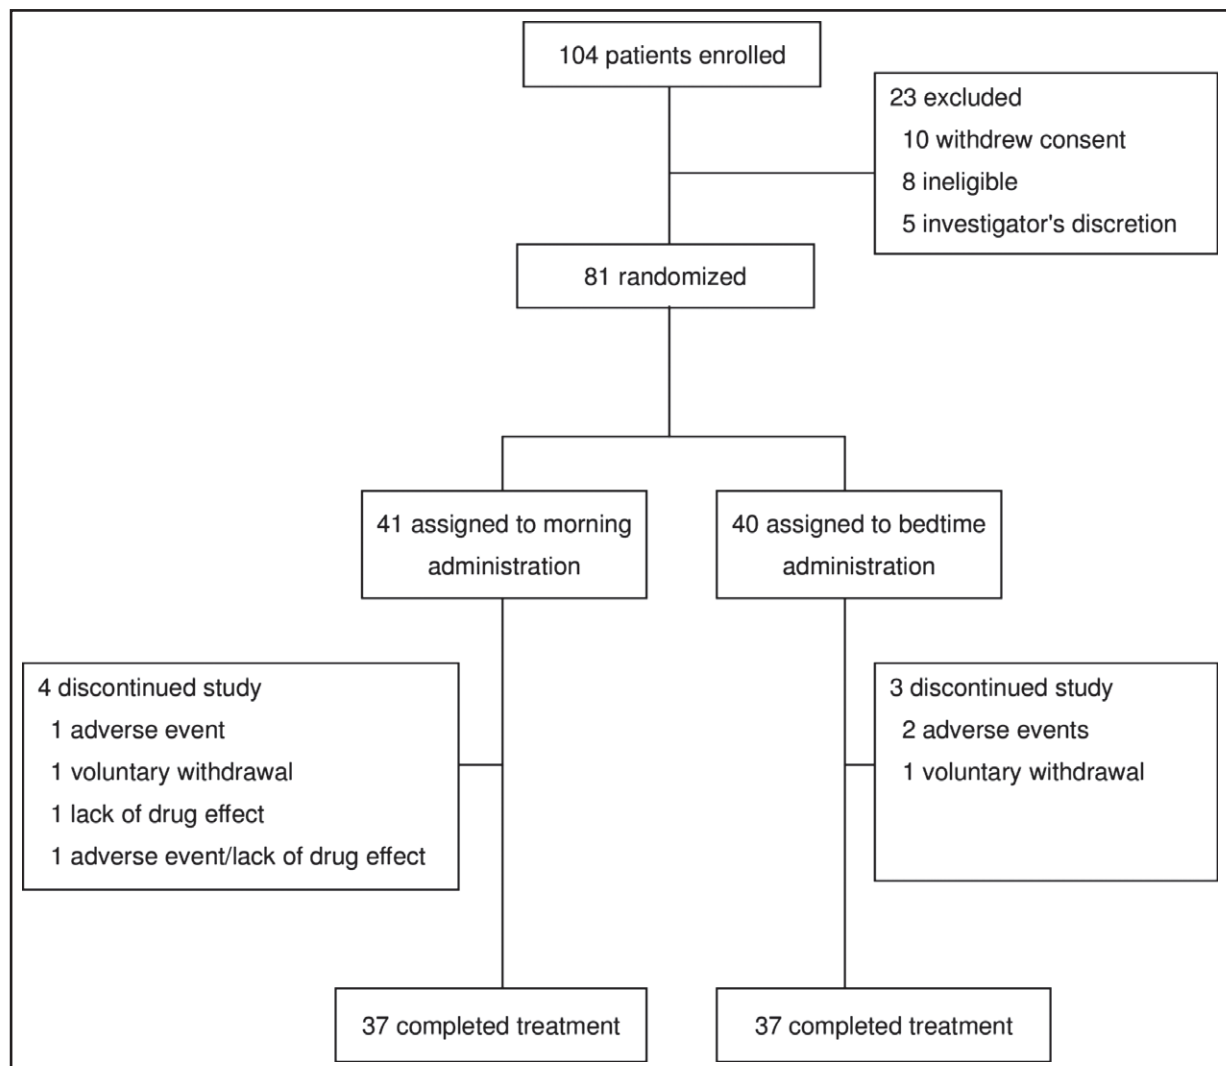 104 patients enrolled
23 excluded
10 withdrew consent
8 ineligible
5 investigator's discretion
81 randomized
41 assigned to morning
administration
40 assigned to bedtime
administration
4 discontinued study
1 adverse event
1 voluntary withdrawal
1 lack of drug effect
1 adverse event/lack of drug effect
3 discontinued study
2 adverse events
1 voluntary withdrawal
37 completed treatment
37 completed treatment